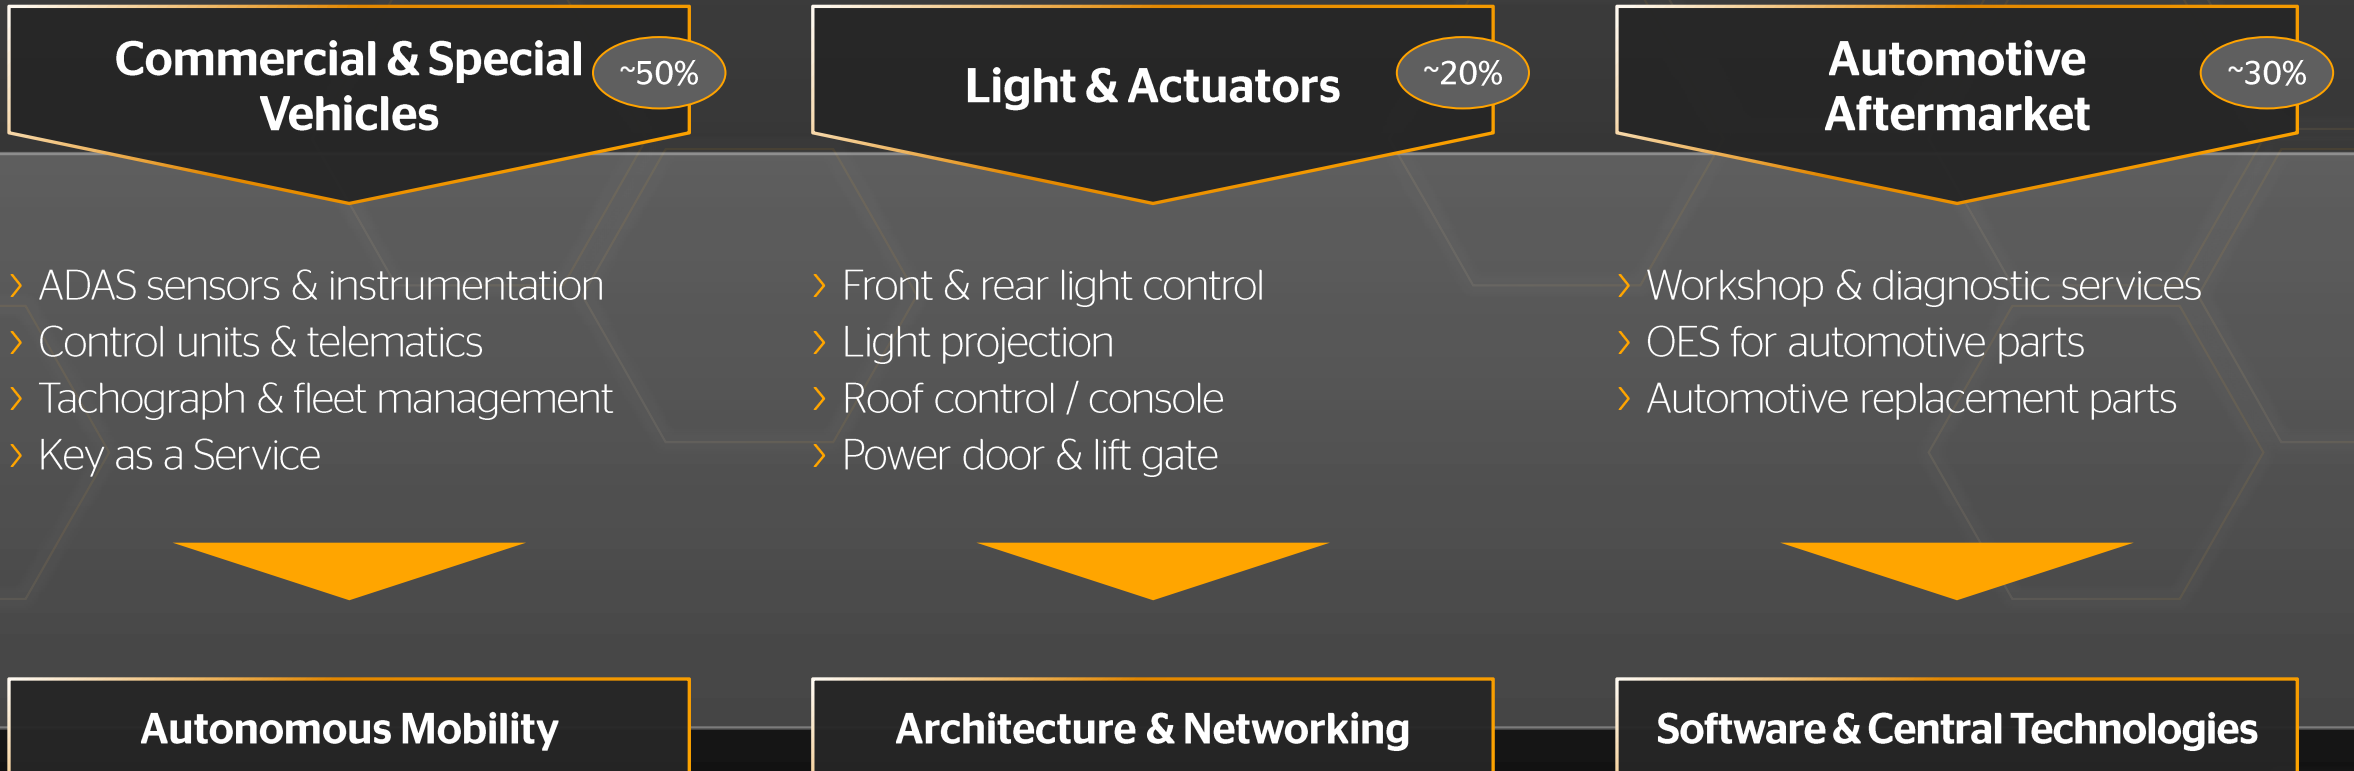 Commercial & Special
Vehicles
~50%
Light & Actuators
~20%
Automotive
Aftermarket
~30%
› ADAS sensors & instrumentation
› Control units & telematics
› Tachograph & fleet management
› Key as a Service
› Front & rear light control
› Light projection
› Roof control / console
› Power door & lift gate
› Workshop & diagnostic services
› OES for automotive parts
› Automotive replacement parts
Autonomous Mobility
Architecture & Networking
Software & Central Technologies